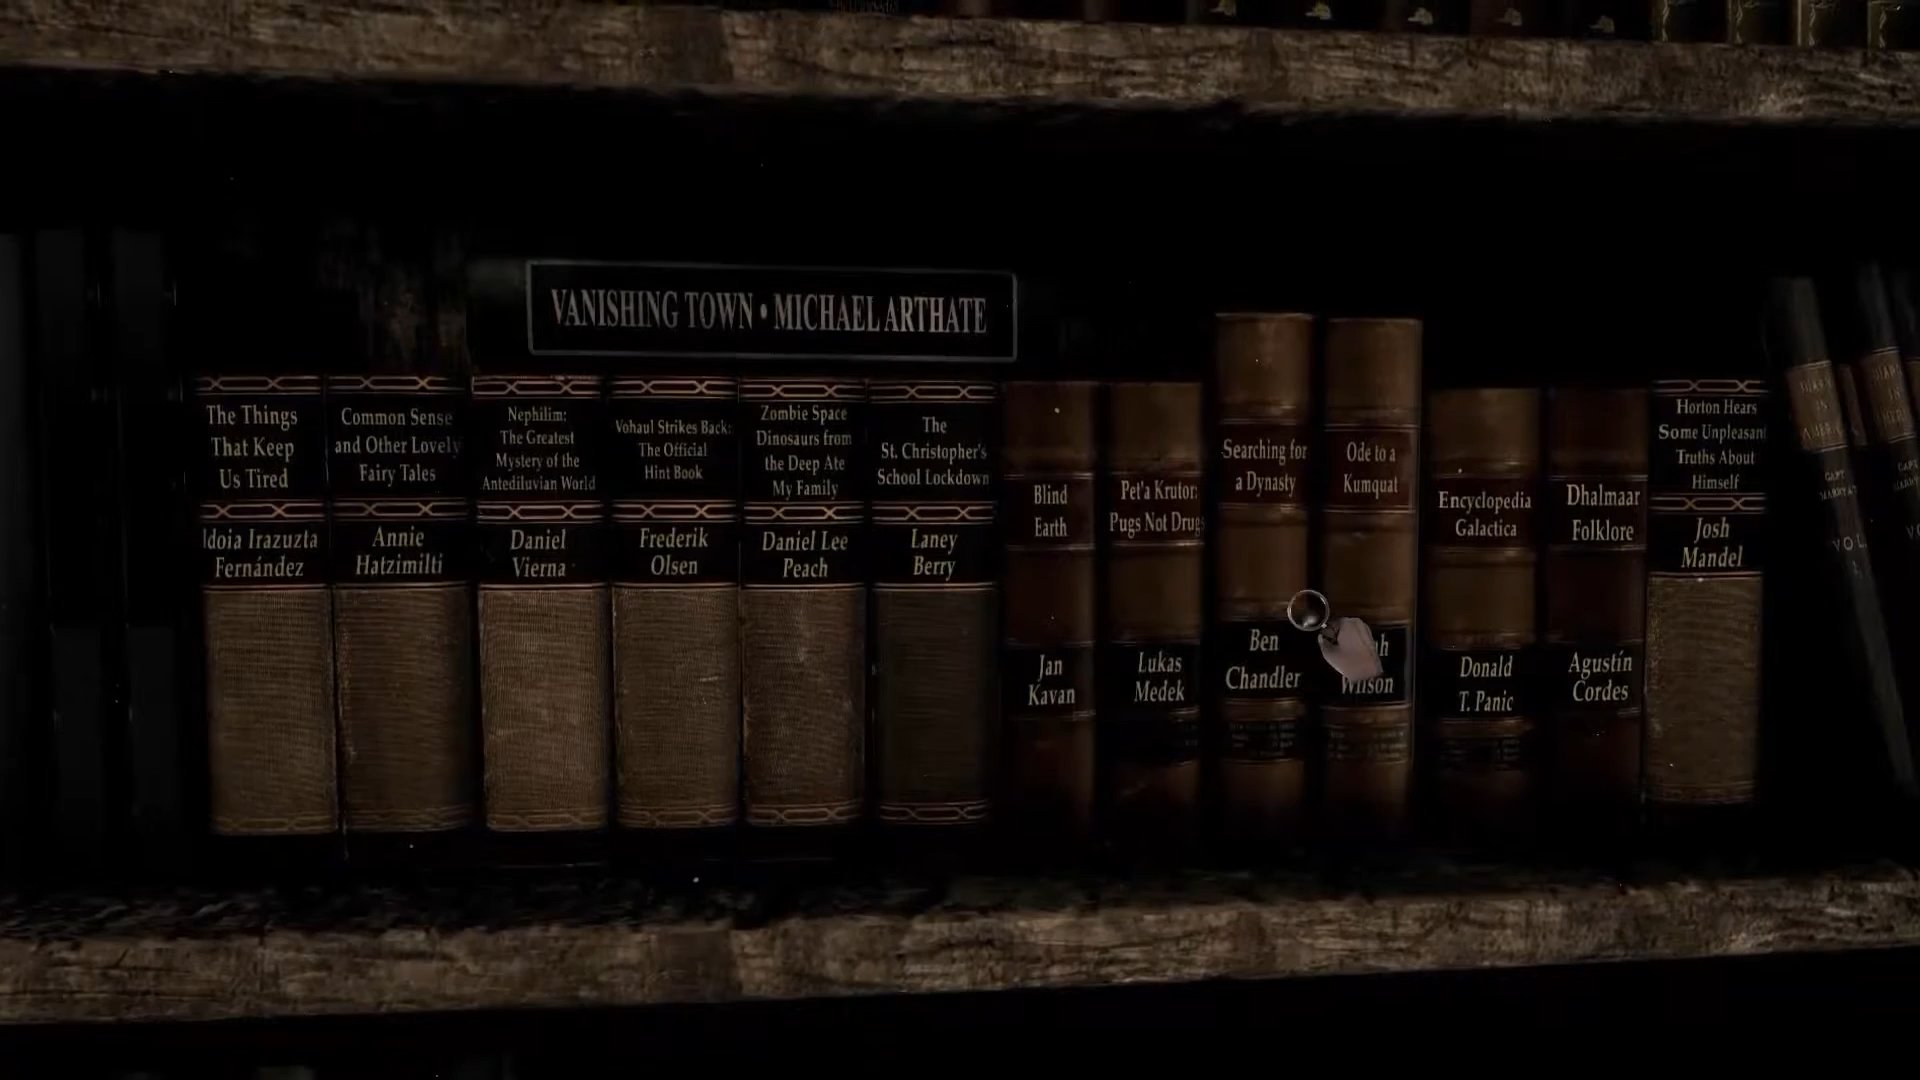 VANISHING TOWN • MICHAEL ARTHATE
The Things
That Keep
Us Tired
Idoia Irazuzta
Fernández
Common Sense
and Other Lovely
Fairy Tales
Annie
Hatzimilti
Nephilim:
The Greatest
Mystery of the
Antediluvian World
Daniel
Vierna
Vohaul Strikes Back:
The Official
Hint Book
Frederik
Olsen
Zombie Space
Dinosaurs from
the Deep Ate
My Family
Daniel Lee
Peach
The
St. Christopher's
School Lockdown
Laney
Berry
Blind
Earth
Jan
Kavan
Pet'a Krutor:
Pugs Not Drugs
Lukas
Medek
Searching for
a Dynasty
Ben
Chandler
Ode to a
Kumquat
Wilson
Encyclopedia
Galactica
Donald
T. Panic
Dhalmaar
Folklore
Agustín
Cordes
Horton Hears
Some Unpleasant
Truths About
Himself
Josh
Mandel
IN
CAPT.
VOL.